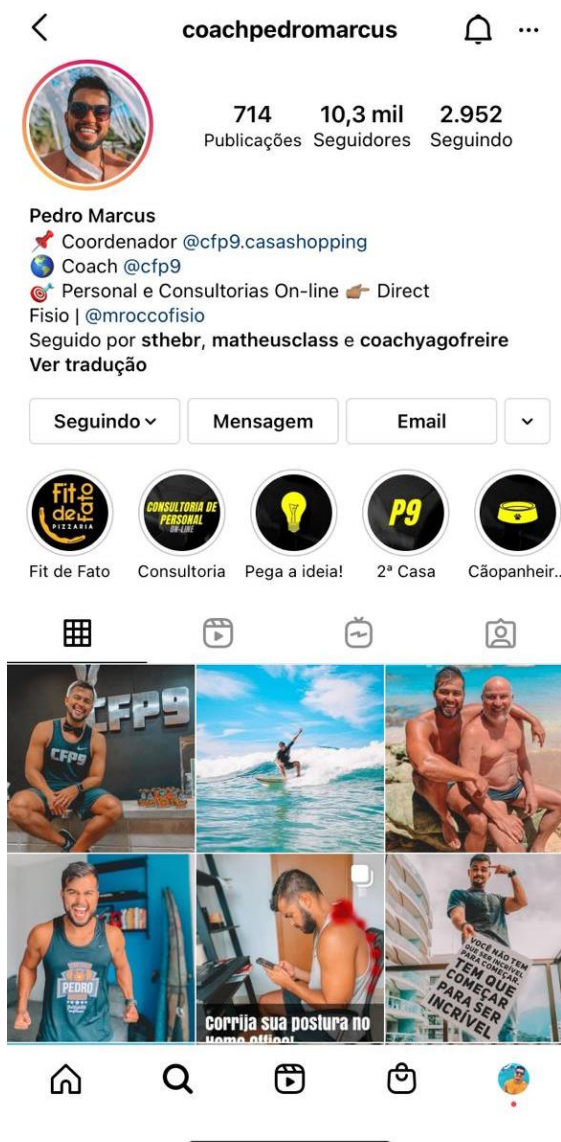 coachpedromarcus
714 10,3 mil 2.952
Publicações Seguidores Seguindo
Pedro Marcus
Coordenador @cfp9.casashopping
Coach @cfp9
Personal e Consultorias On-line Direct
Fisio | @mroccofisio
Seguido por sthebr, matheusclass e coachyagofreire
Ver tradução
Seguindo Mensagem Email
Fit de fato
PIZZARIA
CONSULTORIA DE
PERSONAL
ON-LINE
P9
Fit de Fato Consultoria Pega a ideia! 2ª Casa Cãopanheir..
CFP9
CFP9
PEDRO
Corrija sua postura no
Home Office!
VOCÊ NÃO TEM
QUE SER INCRÍVEL
PARA COMEÇAR,
TEM QUE
COMEÇAR
PARA SER
INCRÍVEL